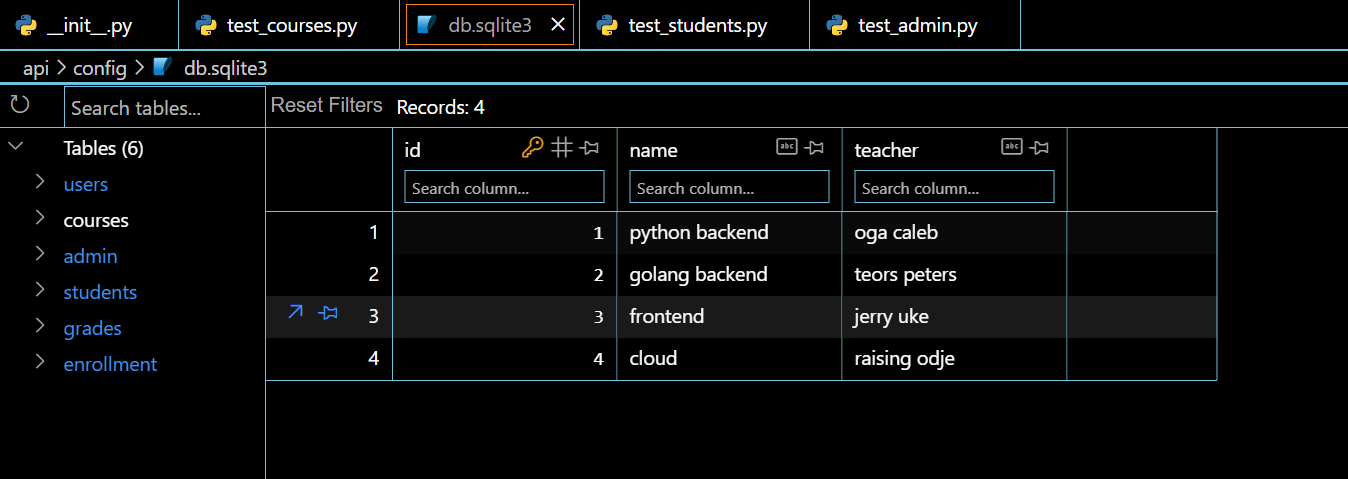 __init__.py test_courses.py db.sqlite3 test_students.py test_admin.py
api config db.sqlite3
Search tables... Reset Filters Records: 4
Tables (6)
users
courses
admin
students
grades
enrollment
id name abc teacher abc
Search column... Search column... Search column...
1 1 python backend oga caleb
2 2 golang backend teors peters
3 3 frontend jerry uke
4 4 cloud raising odje